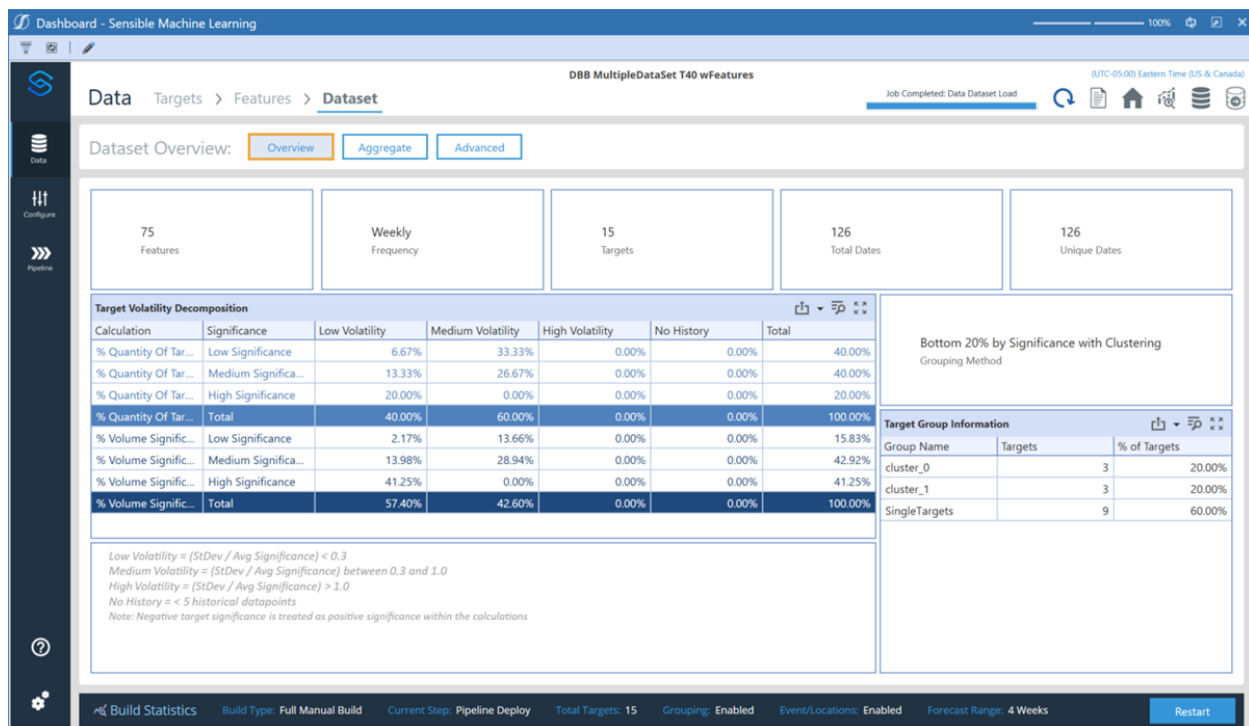 Dashboard - Sensible Machine Learning
100%
DBB MultipleDataSet T40 wFeatures
(UTC-05:00) Eastern Time (US & Canada)
Data Targets > Features > Dataset
Job Completed: Data Dataset Load
Data
Configure
Pipeline
Dataset Overview: Overview Aggregate Advanced
75
Features
Weekly
Frequency
15
Targets
126
Total Dates
126
Unique Dates
Target Volatility Decomposition
Calculation Significance Low Volatility Medium Volatility High Volatility No History Total
% Quantity Of Tar... Low Significance 6.67% 33.33% 0.00% 0.00% 40.00%
% Quantity Of Tar... Medium Significa... 13.33% 26.67% 0.00% 0.00% 40.00%
% Quantity Of Tar... High Significance 20.00% 0.00% 0.00% 0.00% 20.00%
% Quantity Of Tar... Total 40.00% 60.00% 0.00% 0.00% 100.00%
% Volume Signific... Low Significance 2.17% 13.66% 0.00% 0.00% 15.83%
% Volume Signific... Medium Significa... 13.98% 28.94% 0.00% 0.00% 42.92%
% Volume Signific... High Significance 41.25% 0.00% 0.00% 0.00% 41.25%
% Volume Signific... Total 57.40% 42.60% 0.00% 0.00% 100.00%
Low Volatility = (StDev / Avg Significance) < 0.3
Medium Volatility = (StDev / Avg Significance) between 0.3 and 1.0
High Volatility = (StDev / Avg Significance) > 1.0
No History = < 5 historical datapoints
Note: Negative target significance is treated as positive significance within the calculations
Bottom 20% by Significance with Clustering
Grouping Method
Target Group Information
Group Name Targets % of Targets
cluster_0 3 20.00%
cluster_1 3 20.00%
SingleTargets 9 60.00%
Build Statistics Build Type: Full Manual Build Current Step: Pipeline Deploy Total Targets: 15 Grouping: Enabled Event/Locations: Enabled Forecast Range: 4 Weeks Restart